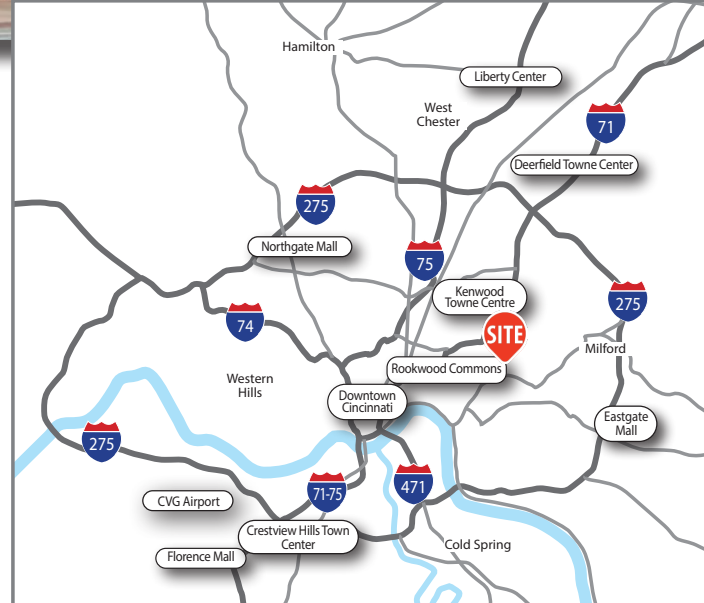 Hamilton
Liberty Center
West
Chester
71
Deerfield Towne Center
275
Northgate Mall
75
Kenwood
Towne Centre
275
74
SITE
Milford
Rookwood Commons
Western
Hills
Downtown
Cincinnati
Eastgate
Mall
275
71-75
471
CVG Airport
Crestview Hills Town
Center
Cold Spring
Florence Mall